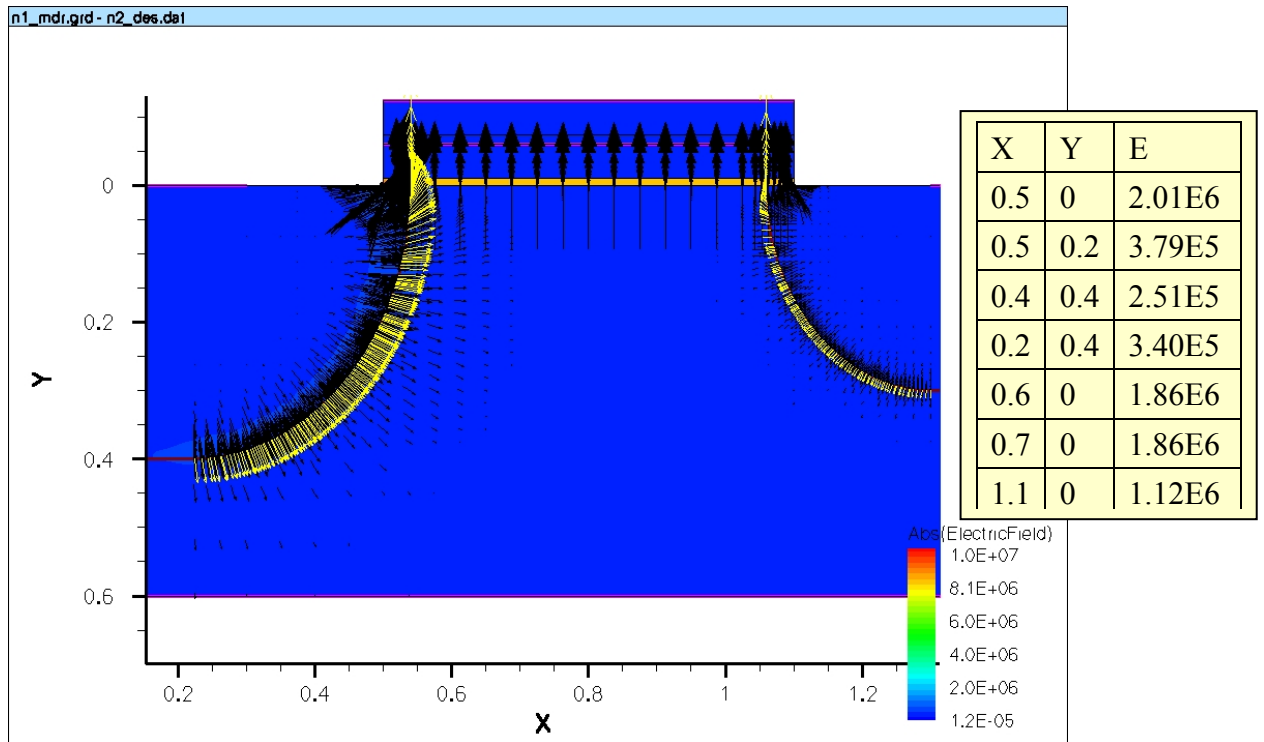 n1_mdr.grd - n2_des.dat
0
0.2
0.4
0.6
Y
0.2
0.4
0.6
0.8
1
1.2
X
X Y E
0.5 0 2.01E6
0.5 0.2 3.79E5
0.4 0.4 2.51E5
0.2 0.4 3.40E5
0.6 0 1.86E6
0.7 0 1.86E6
1.1 0 1.12E6
Abs(ElectricField)
1.0E+07
8.1E+06
6.0E+06
4.0E+06
2.0E+06
1.2E-05